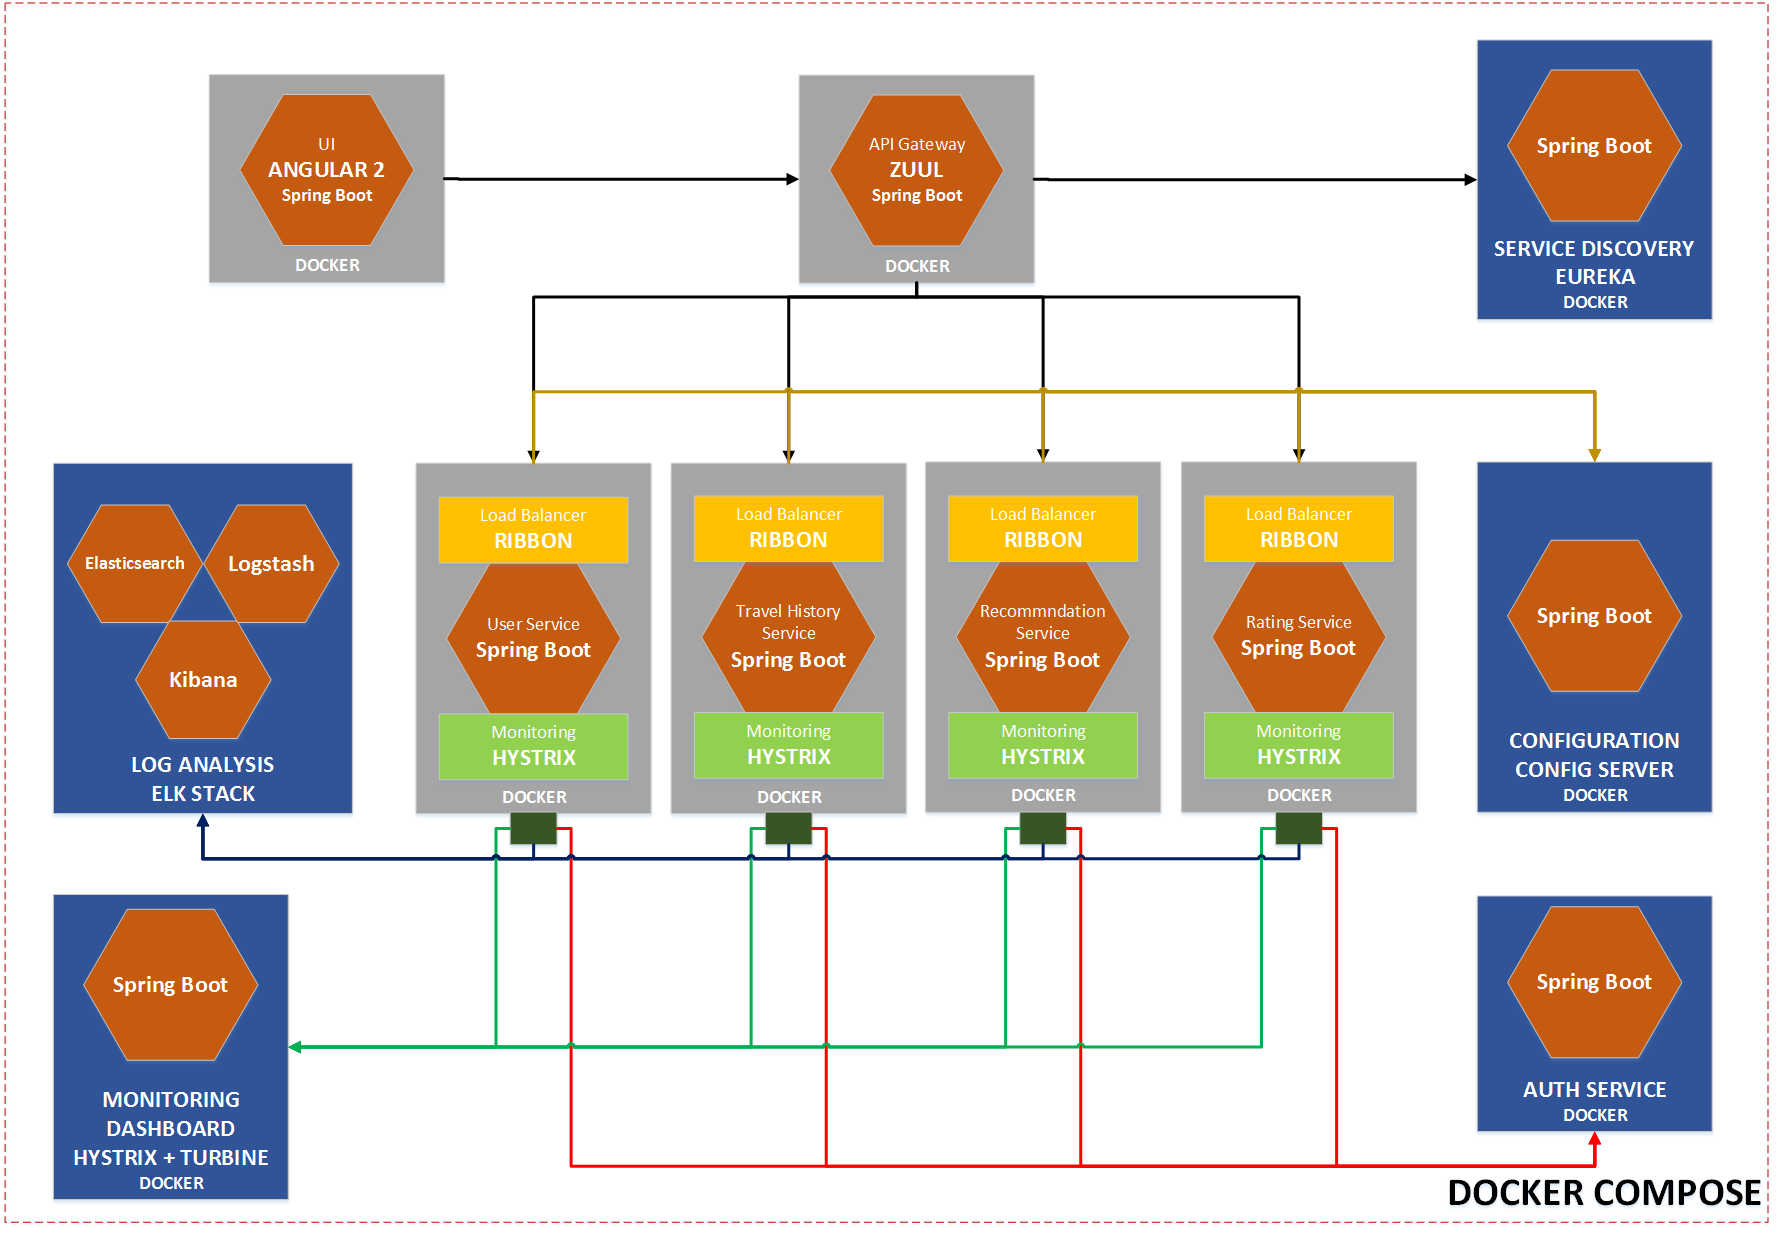 UI
ANGULAR 2
Spring Boot
DOCKER
API Gateway
ZUUL
Spring Boot
DOCKER
Spring Boot
SERVICE DISCOVERY
EUREKA
DOCKER
Elasticsearch
Logstash
Kibana
LOG ANALYSIS
ELK STACK
Load Balancer
RIBBON
User Service
Spring Boot
Monitoring
HYSTRIX
DOCKER
Load Balancer
RIBBON
Travel History
Service
Spring Boot
Monitoring
HYSTRIX
DOCKER
Load Balancer
RIBBON
Recommndation
Service
Spring Boot
Monitoring
HYSTRIX
DOCKER
Load Balancer
RIBBON
Rating Service
Spring Boot
Monitoring
HYSTRIX
DOCKER
Spring Boot
CONFIGURATION
CONFIG SERVER
DOCKER
Spring Boot
MONITORING
DASHBOARD
HYSTRIX + TURBINE
DOCKER
Spring Boot
AUTH SERVICE
DOCKER
DOCKER COMPOSE